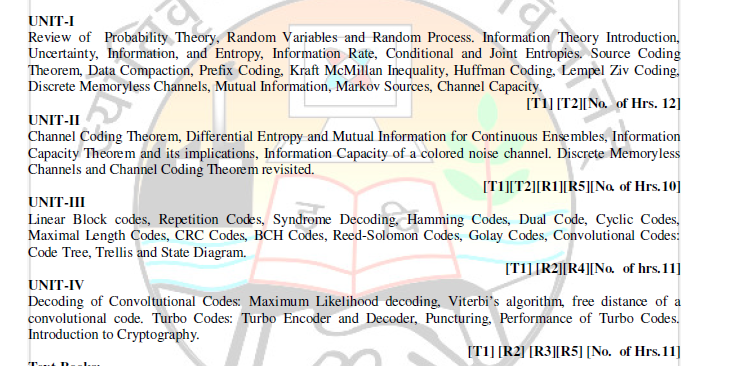 UNIT-I
Review of Probability Theory, Random Variables and Random Process. Information Theory Introduction,
Uncertainty, Information, and Entropy, Information Rate, Conditional and Joint Entropies. Source Coding
Theorem, Data Compaction, Prefix Coding, Kraft McMillan Inequality, Huffman Coding, Lempel Ziv Coding,
Discrete Memoryless Channels, Mutual Information, Markov Sources, Channel Capacity.
[T1] [T2][No. of Hrs. 12]
UNIT-II
Channel Coding Theorem, Differential Entropy and Mutual Information for Continuous Ensembles, Information
Capacity Theorem and its implications, Information Capacity of a colored noise channel. Discrete Memoryless
Channels and Channel Coding Theorem revisited.
[T1][T2][R1][R5][No. of Hrs.10]
UNIT-III
Linear Block codes, Repetition Codes, Syndrome Decoding, Hamming Codes, Dual Code, Cyclic Codes,
Maximal Length Codes, CRC Codes, BCH Codes, Reed-Solomon Codes, Golay Codes, Convolutional Codes:
Code Tree, Trellis and State Diagram.
[T1] [R2][R4][No. of hrs.11]
UNIT-IV
Decoding of Convoltutional Codes: Maximum Likelihood decoding, Viterbi's algorithm, free distance of a
convolutional code. Turbo Codes: Turbo Encoder and Decoder, Puncturing, Performance of Turbo Codes.
Introduction to Cryptography.
[T1] [R2] [R3][R5] [No. of Hrs.11]